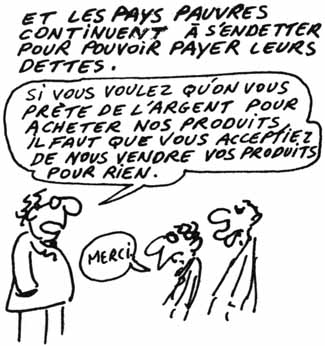 ET LES PAYS PAUVRES
CONTINUENT À S'ENDETTER
POUR POUVOIR PAYER LEURS
DETTES.
SI VOUS VOULEZ QU'ON VOUS
PRÊTE DE L'ARGENT POUR
ACHETER NOS PRODUITS,
IL FAUT QUE VOUS ACCEPTIEZ
DE NOUS VENDRE VOS PRODUITS
POUR RIEN.
MERCI.